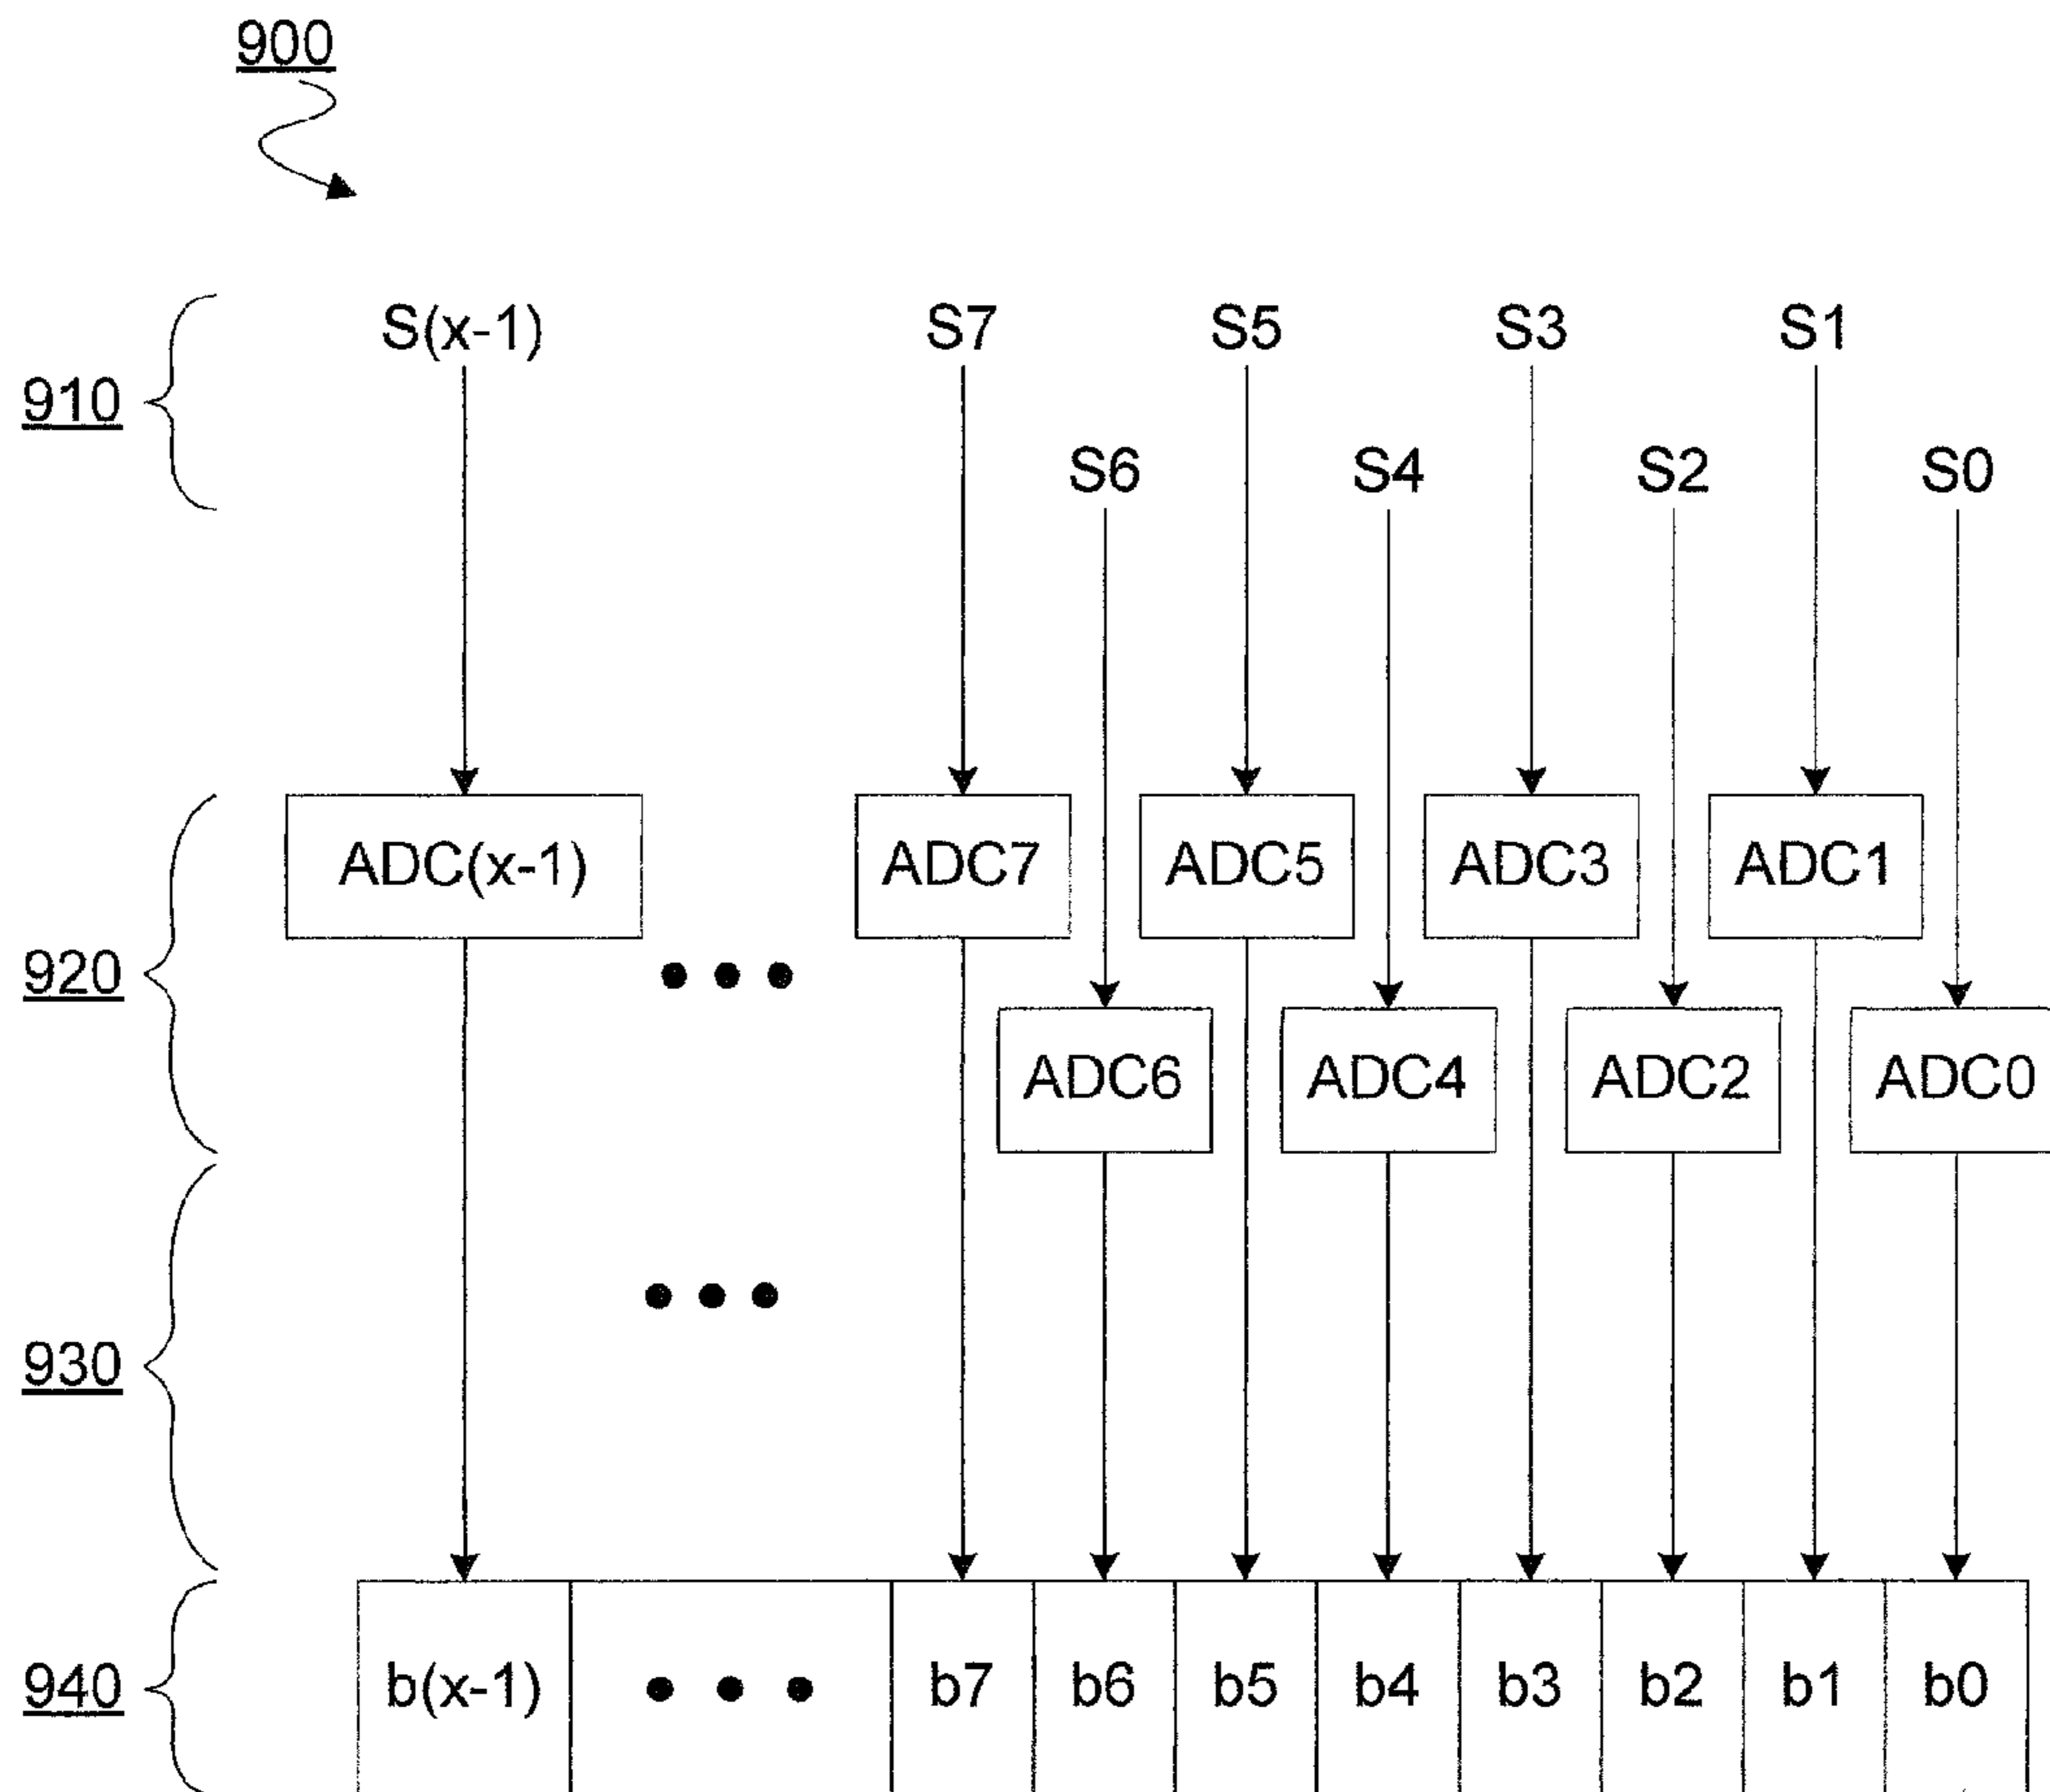 900
S(x-1) S7 S5 S3 S1
910
S6 S4 S2 S0
ADC(x-1) ADC7 ADC5 ADC3 ADC1
920
ADC6 ADC4 ADC2 ADC0
930
940 b(x-1) b7 b6 b5 b4 b3 b2 b1 b0